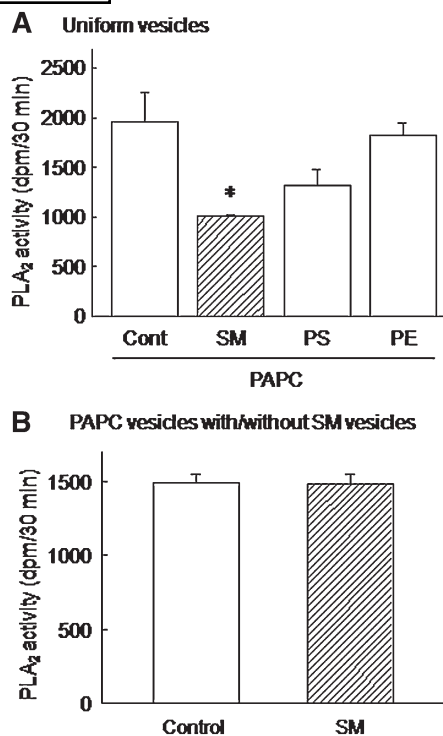 A Uniform vesicles
PLA₂ activity (dpm/30 min)
2500
2000
1500
1000
500
0
*
Cont SM PS PE
PAPC
B PAPC vesicles with/without SM vesicles
PLA₂ activity (dpm/30 min)
1500
1000
500
0
Control SM